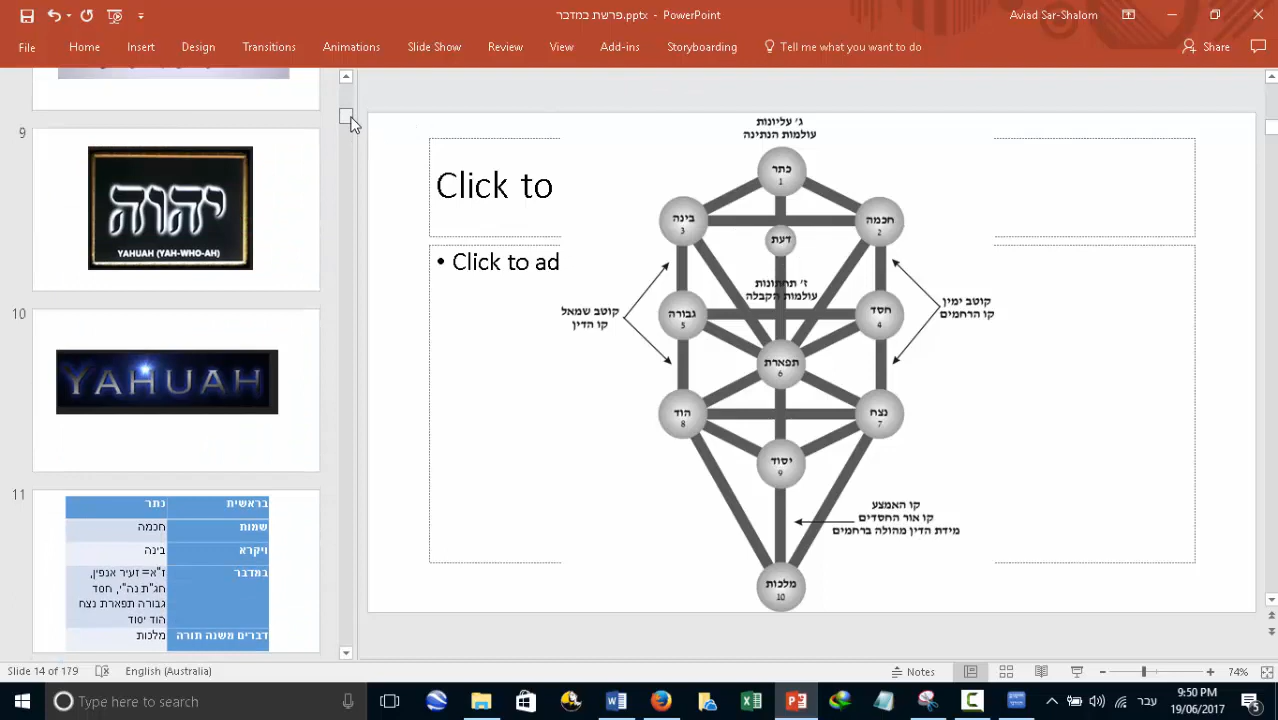 פרשת במדבר.pptx - PowerPoint
Aviad Sar-Shalom
File Home Insert Design Transitions Animations Slide Show Review View Add-ins Storyboarding Tell me what you want to do Share
9
יהוה
YAHUAH (YAH-WHO-AH)
10
YAHUAH
11
בראשית נתר
שמות חכמה
ויקרא בינה
במדבר ז"א= זעיר אנפין,
חג"ת נה"י, חסד
גבורה תפארת נצח
הוד יסוד
דברים משנה תורה מלכות
Click to
• Click to ad
ג' עליונות
עולמות הנתינה
כתר
1
בינה
3
חכמה
2
דעת
ז' תחתונות
עולמות הקבלה
קוטב שמאל
קו הדין
קוטב ימין
קו הרחמים
גבורה
5
חסד
4
תפארת
6
הוד
8
נצח
7
יסוד
9
קו האמצע
קו אור החסדים
מידת הדין מהולה ברחמים
מלכות
10
Slide 14 of 179 English (Australia) Notes 74%
Type here to search
עבר
9:50 PM
19/06/2017
5